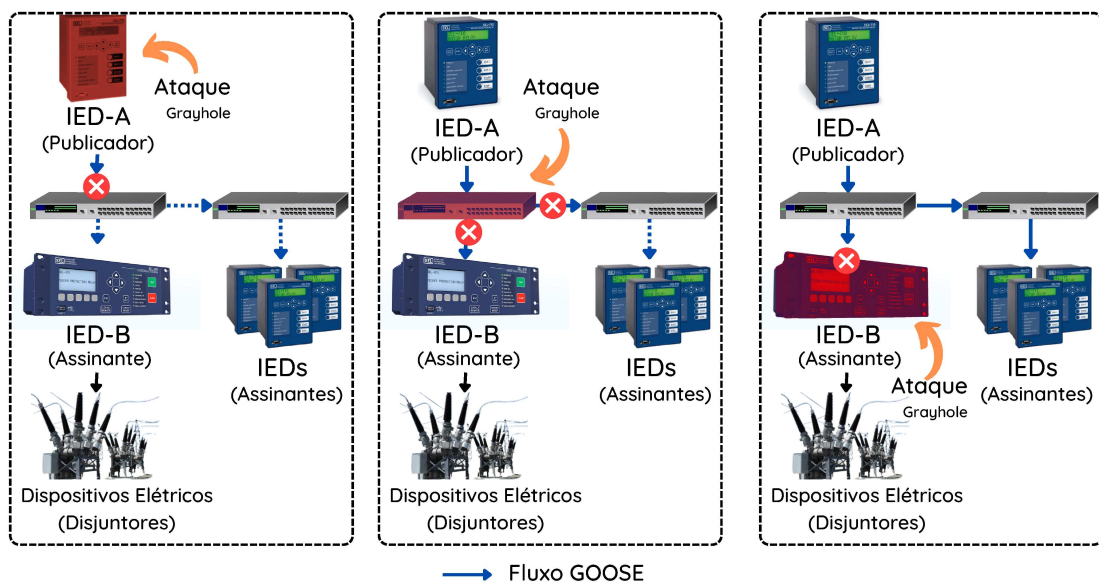 Ataque
Grayhole
IED-A
(Publicador)
IED-B
(Assinante)
IEDs
(Assinantes)
Dispositivos Elétricos
(Disjuntores)
Ataque
Grayhole
IED-A
(Publicador)
IED-B
(Assinante)
IEDs
(Assinantes)
Dispositivos Elétricos
(Disjuntores)
IED-A
(Publicador)
IED-B
(Assinante)
Ataque
Grayhole
IEDs
(Assinantes)
Dispositivos Elétricos
(Disjuntores)
Fluxo GOOSE